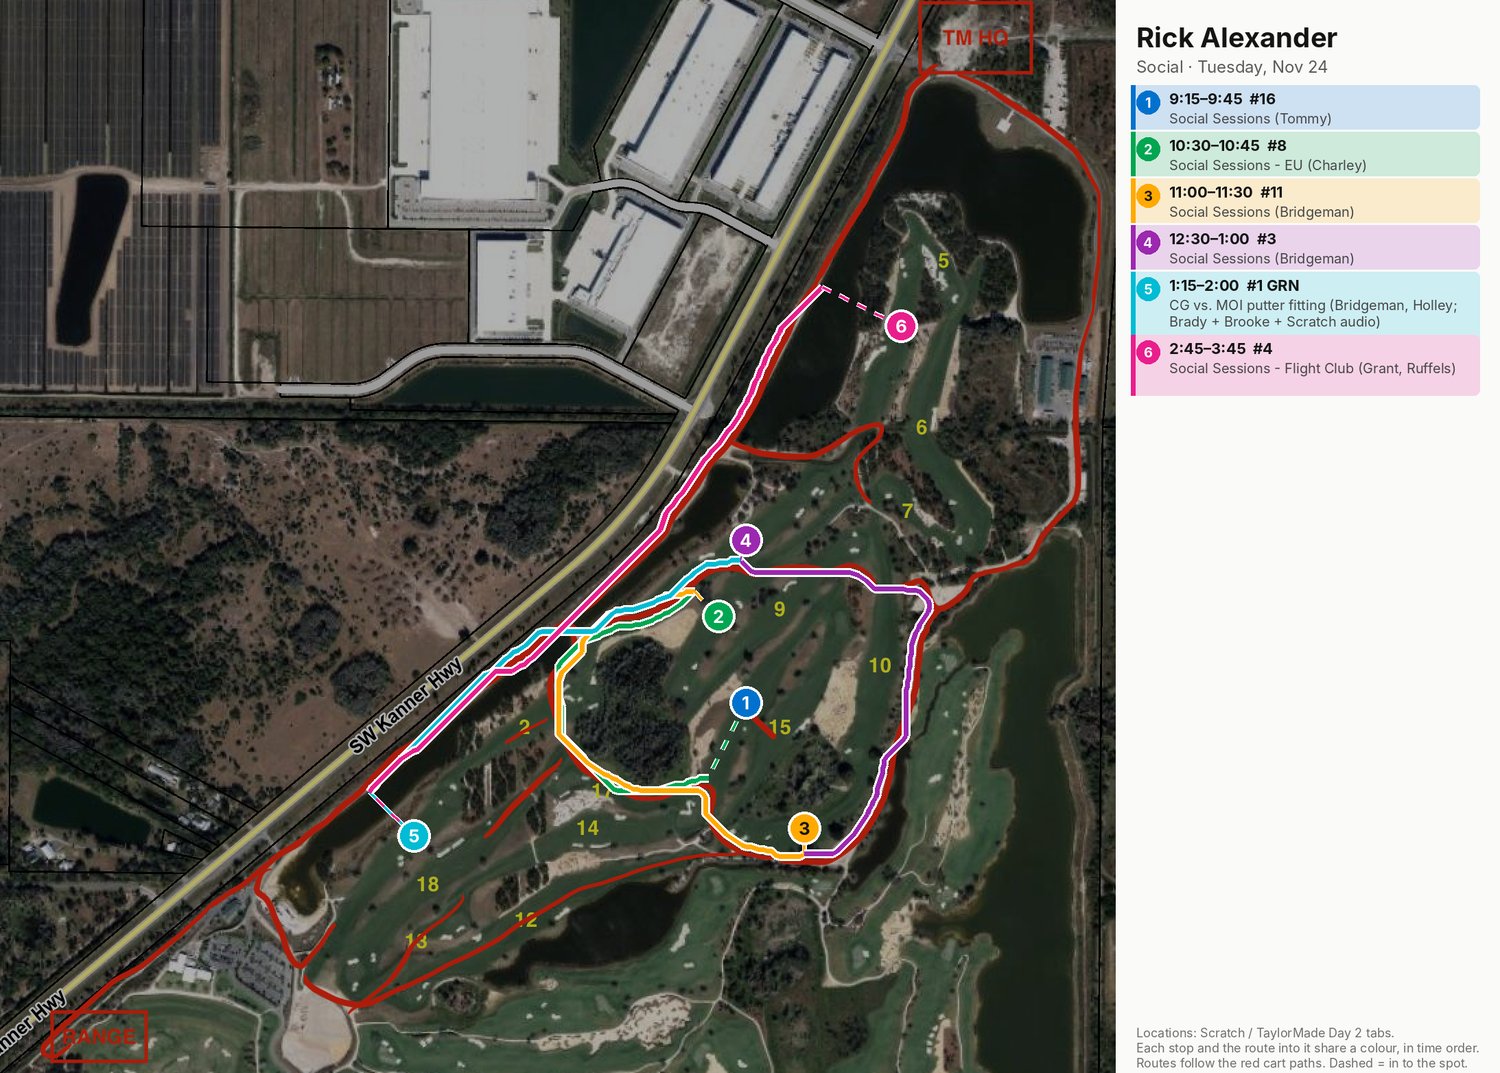 Rick Alexander
Social · Tuesday, Nov 24
1
9:15–9:45 #16
Social Sessions (Tommy)
2
10:30–10:45 #8
Social Sessions - EU (Charley)
3
11:00–11:30 #11
Social Sessions (Bridgeman)
4
12:30–1:00 #3
Social Sessions (Bridgeman)
5
1:15–2:00 #1 GRN
CG vs. MOI putter fitting (Bridgeman, Holley;
Brady + Brooke + Scratch audio)
6
2:45–3:45 #4
Social Sessions - Flight Club (Grant, Ruffels)
Locations: Scratch / TaylorMade Day 2 tabs.
Each stop and the route into it share a colour, in time order.
Routes follow the red cart paths. Dashed = in to the spot.
TM HQ
5
6
6
7
4
2
9
10
1
15
2
3
14
5
18
12
13
SW Kanner Hwy
nner Hwy
RANGE